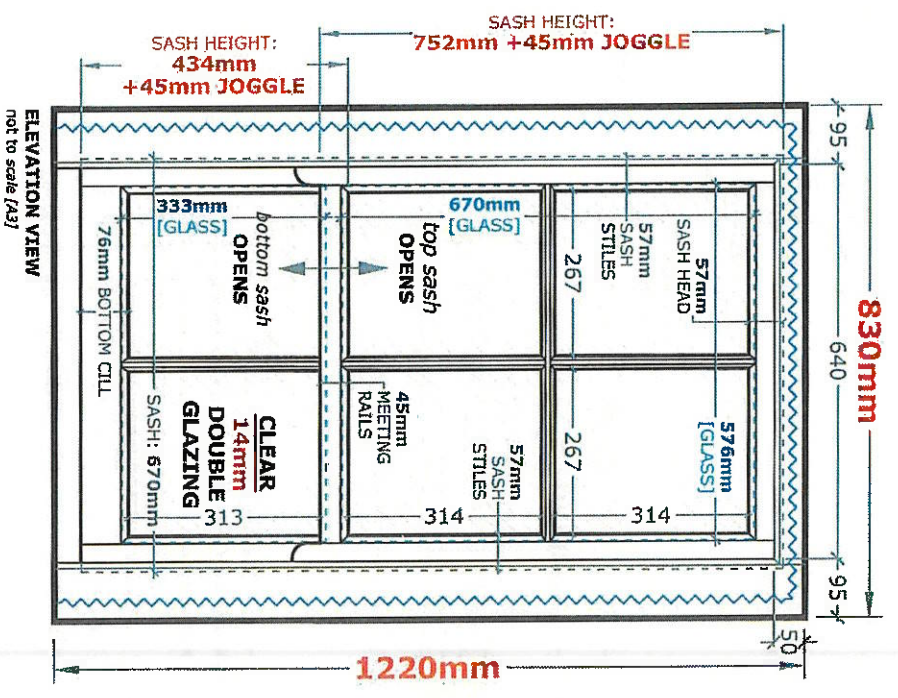 SASH HEIGHT:
752mm +45mm JOGGLE
SASH HEIGHT:
434mm
+45mm JOGGLE
ELEVATION VIEW
not to scale [A3]
830mm
95
640
95
50
1220mm
333mm
[GLASS]
670mm
[GLASS]
576mm
[GLASS]
bottom sash
OPENS
top sash
OPENS
57mm
SASH
STILES
57mm
SASH HEAD
267
267
76mm BOTTOM CILL
SASH: 670mm
CLEAR
14mm
DOUBLE
GLAZING
45mm
MEETING
RAILS
57mm
SASH
STILES
313
314
314